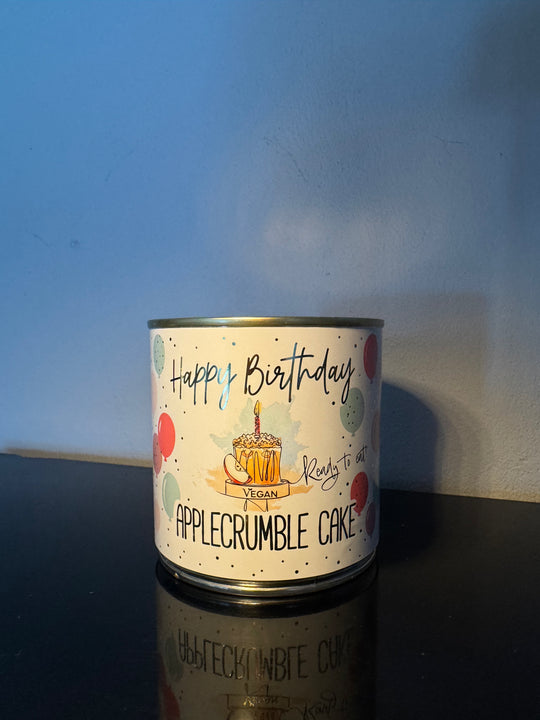 Happy Birthday
Ready to eat
VEGAN
APPLECRUMBLE CAKE